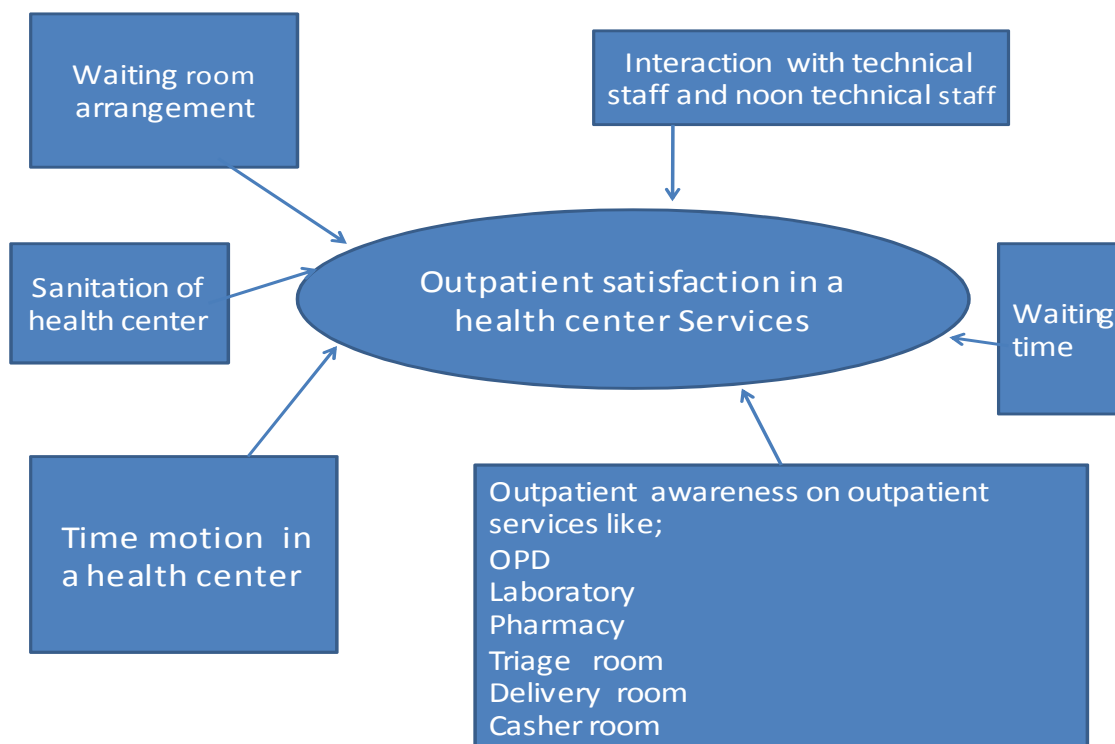 Waiting room
arrangement
Interaction with technical
staff and noon technical staff
Sanitation of
health center
Outpatient satisfaction in a
health center Services
Waiting
time
Time motion in
a health center
Outpatient awareness on outpatient
services like;
OPD
Laboratory
Pharmacy
Triage room
Delivery room
Casher room